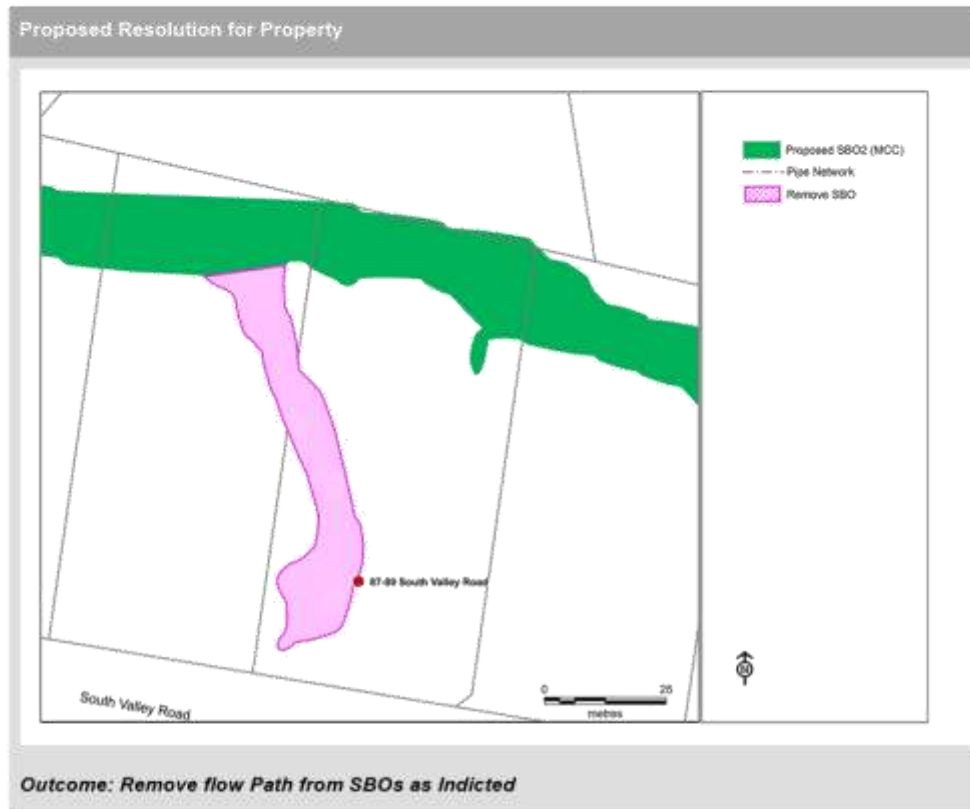 Proposed Resolution for Property
Proposed SBO2 (MCC)
Pipe Network
Remove SBO
87-89 South Valley Road
0 25
metres
South Valley Road
Outcome: Remove flow Path from SBOs as Indicted